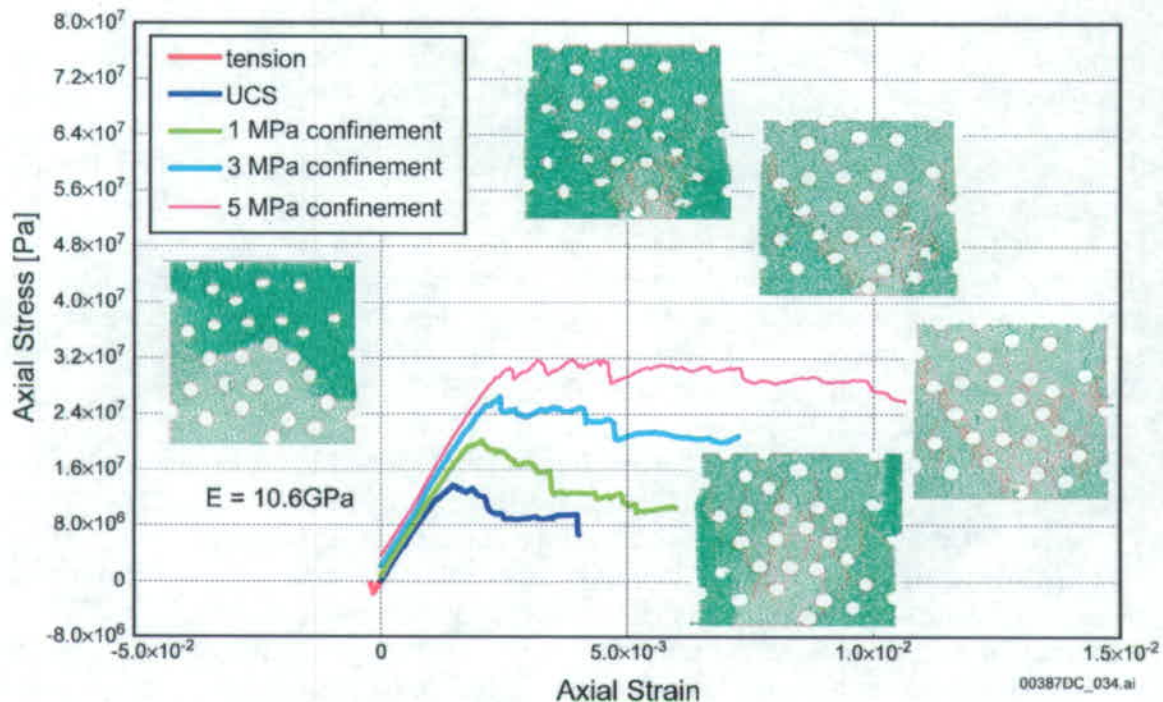 8.0x10⁷
7.2x10⁷
6.4x10⁷
5.6x10⁷
4.8x10⁷
4.0x10⁷
3.2x10⁷
2.4x10⁷
1.6x10⁷
8.0x10⁶
0
-8.0x10⁶
Axial Stress [Pa]
tension
UCS
1 MPa confinement
3 MPa confinement
5 MPa confinement
E = 10.6GPa
-5.0x10⁻²
0
5.0x10⁻³
1.0x10⁻²
1.5x10⁻²
Axial Strain
00387DC_034.ai